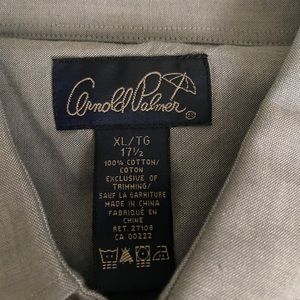 Arnold Palmer
XL/TG
17½
100% COTTON/
COTON
EXCLUSIVE OF
TRIMMING/
SAUF LA GARNITURE
MADE IN CHINA
FABRIQUÉ EN
CHINE
RET. 27108
CA 00222